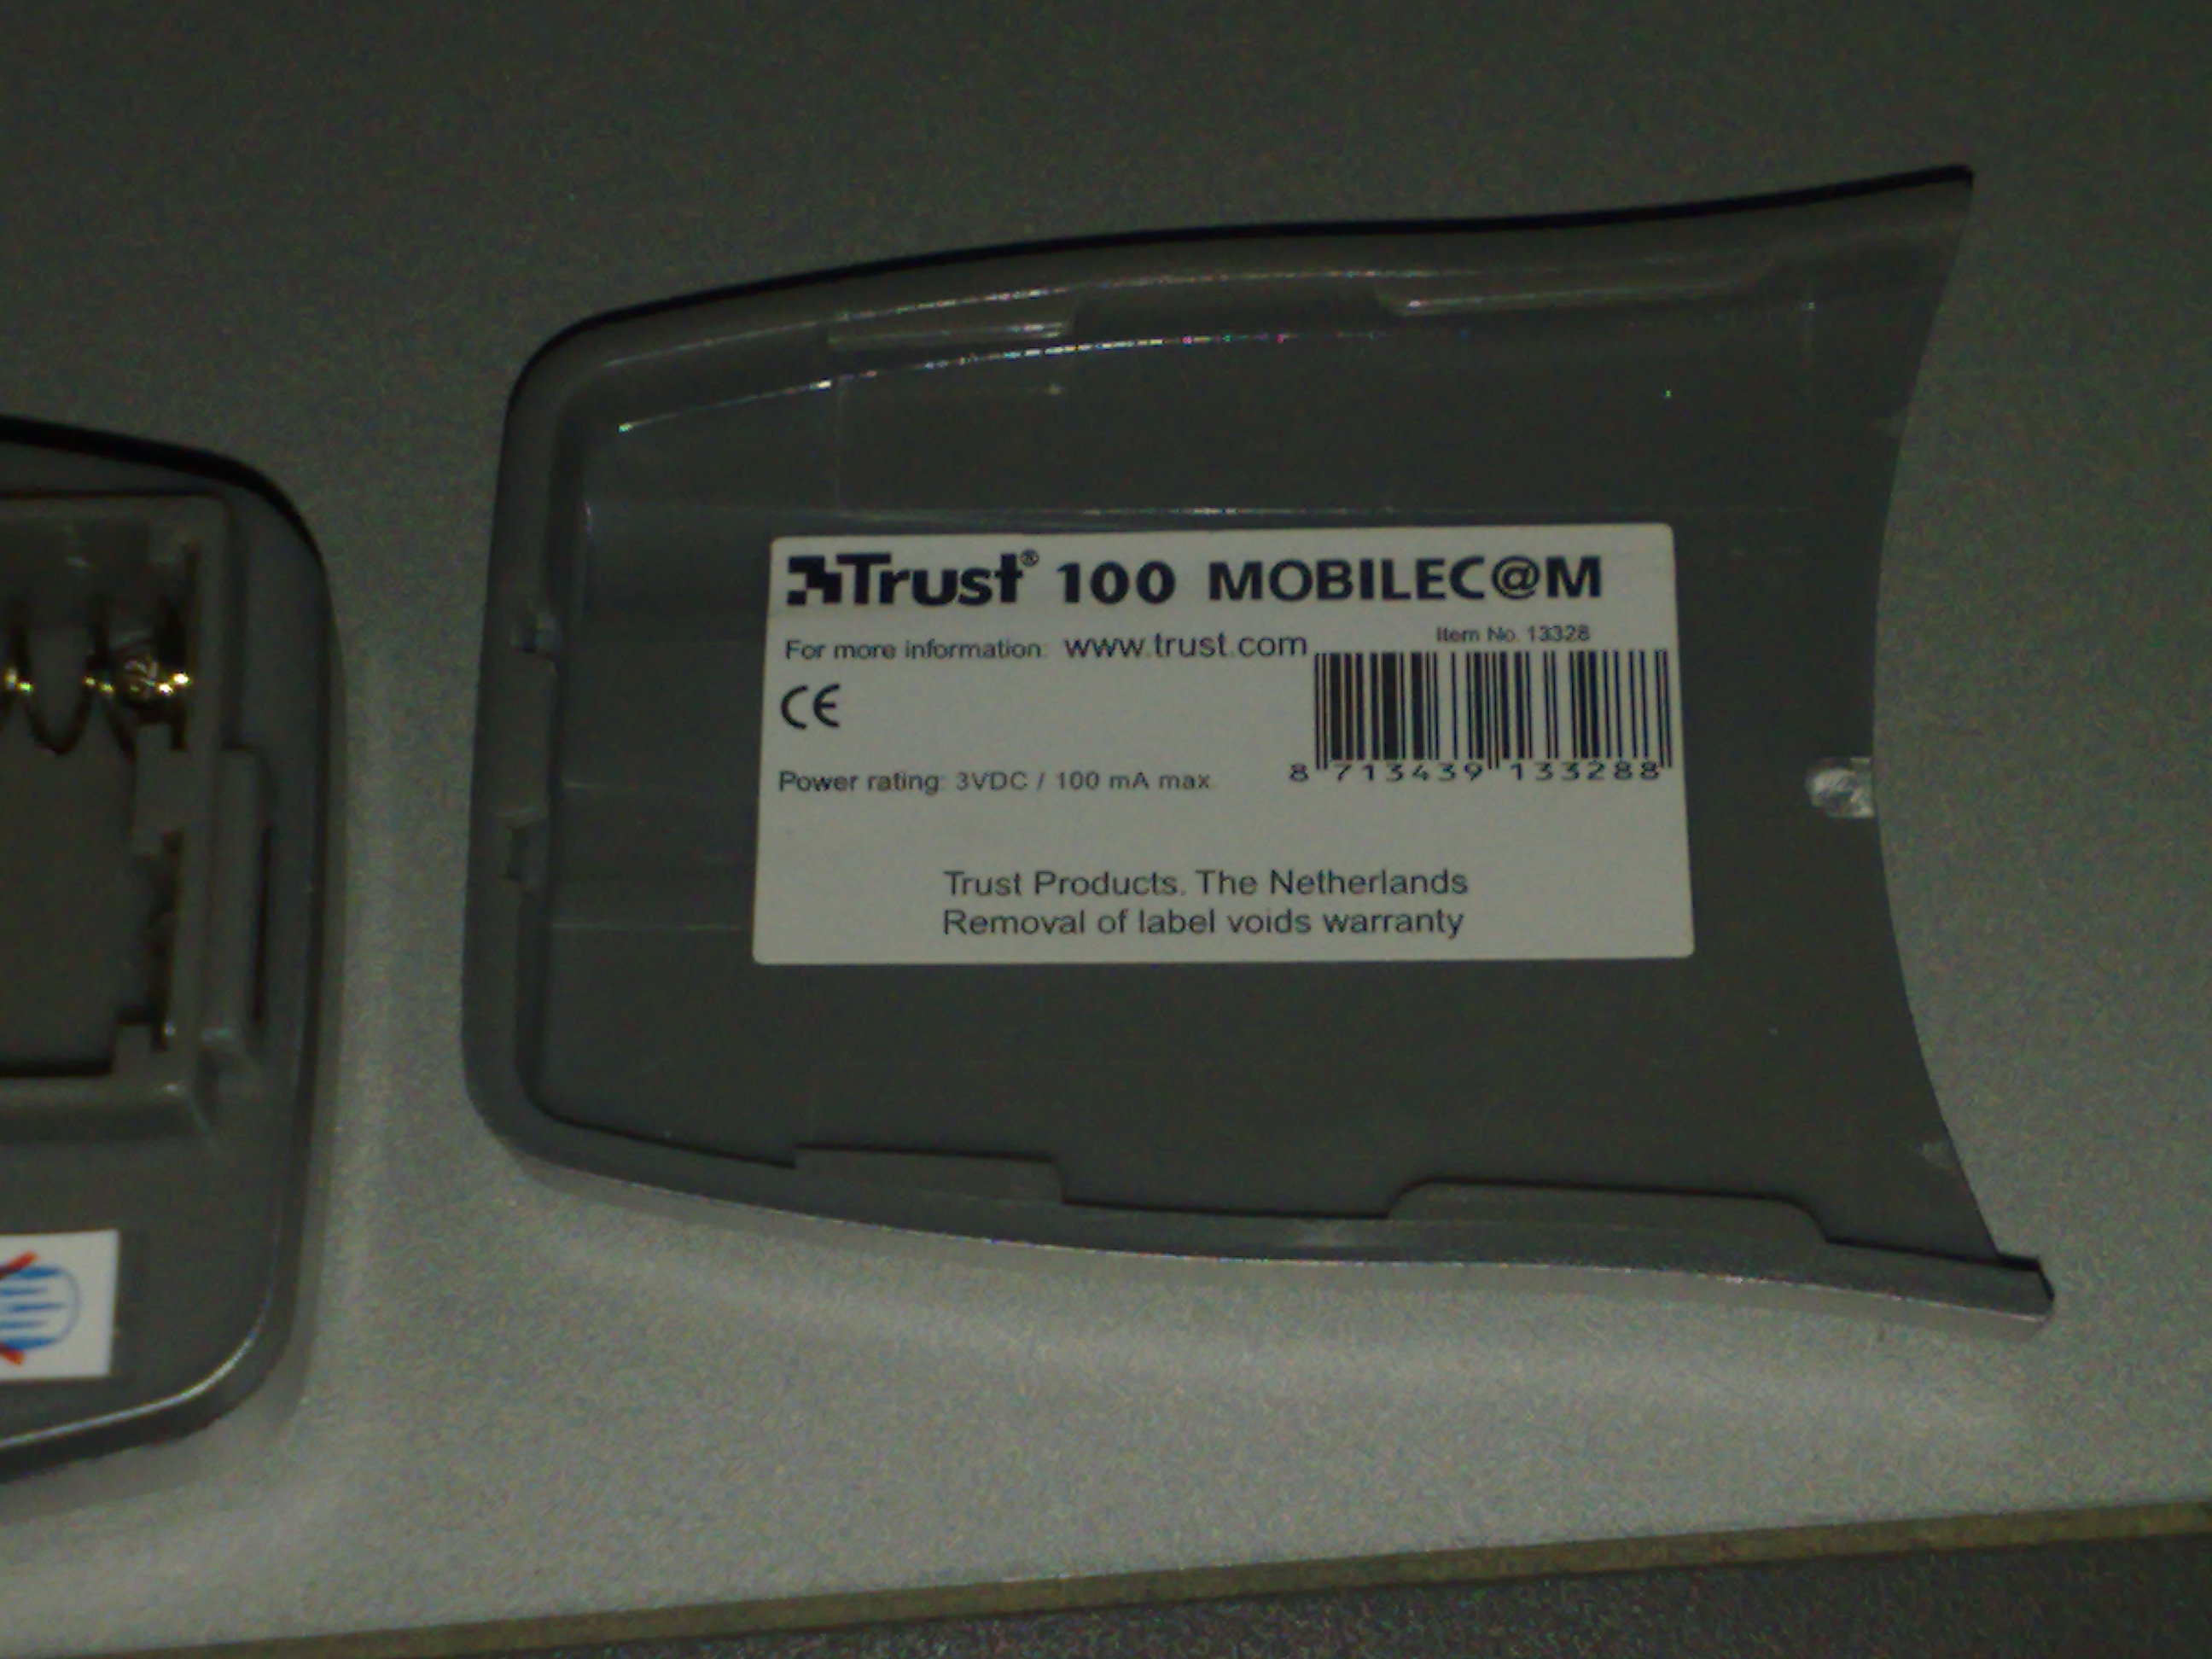 Trust® 100 MOBILEC@M
For more information: www.trust.com
Item No. 13328
CE
8 713439 133288
Power rating: 3VDC / 100 mA max.
Trust Products. The Netherlands
Removal of label voids warranty